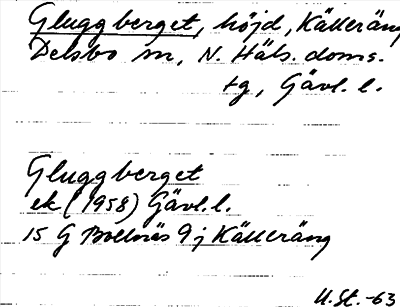 Gluggberget, höjd, Källeräng
Delsbo sn, N. Häls. doms.
tg, Gävl. l.
Gluggberget
ek (1958) Gävl. l.
15 G Bollnäs 9 j Källeräng
U. St. -63